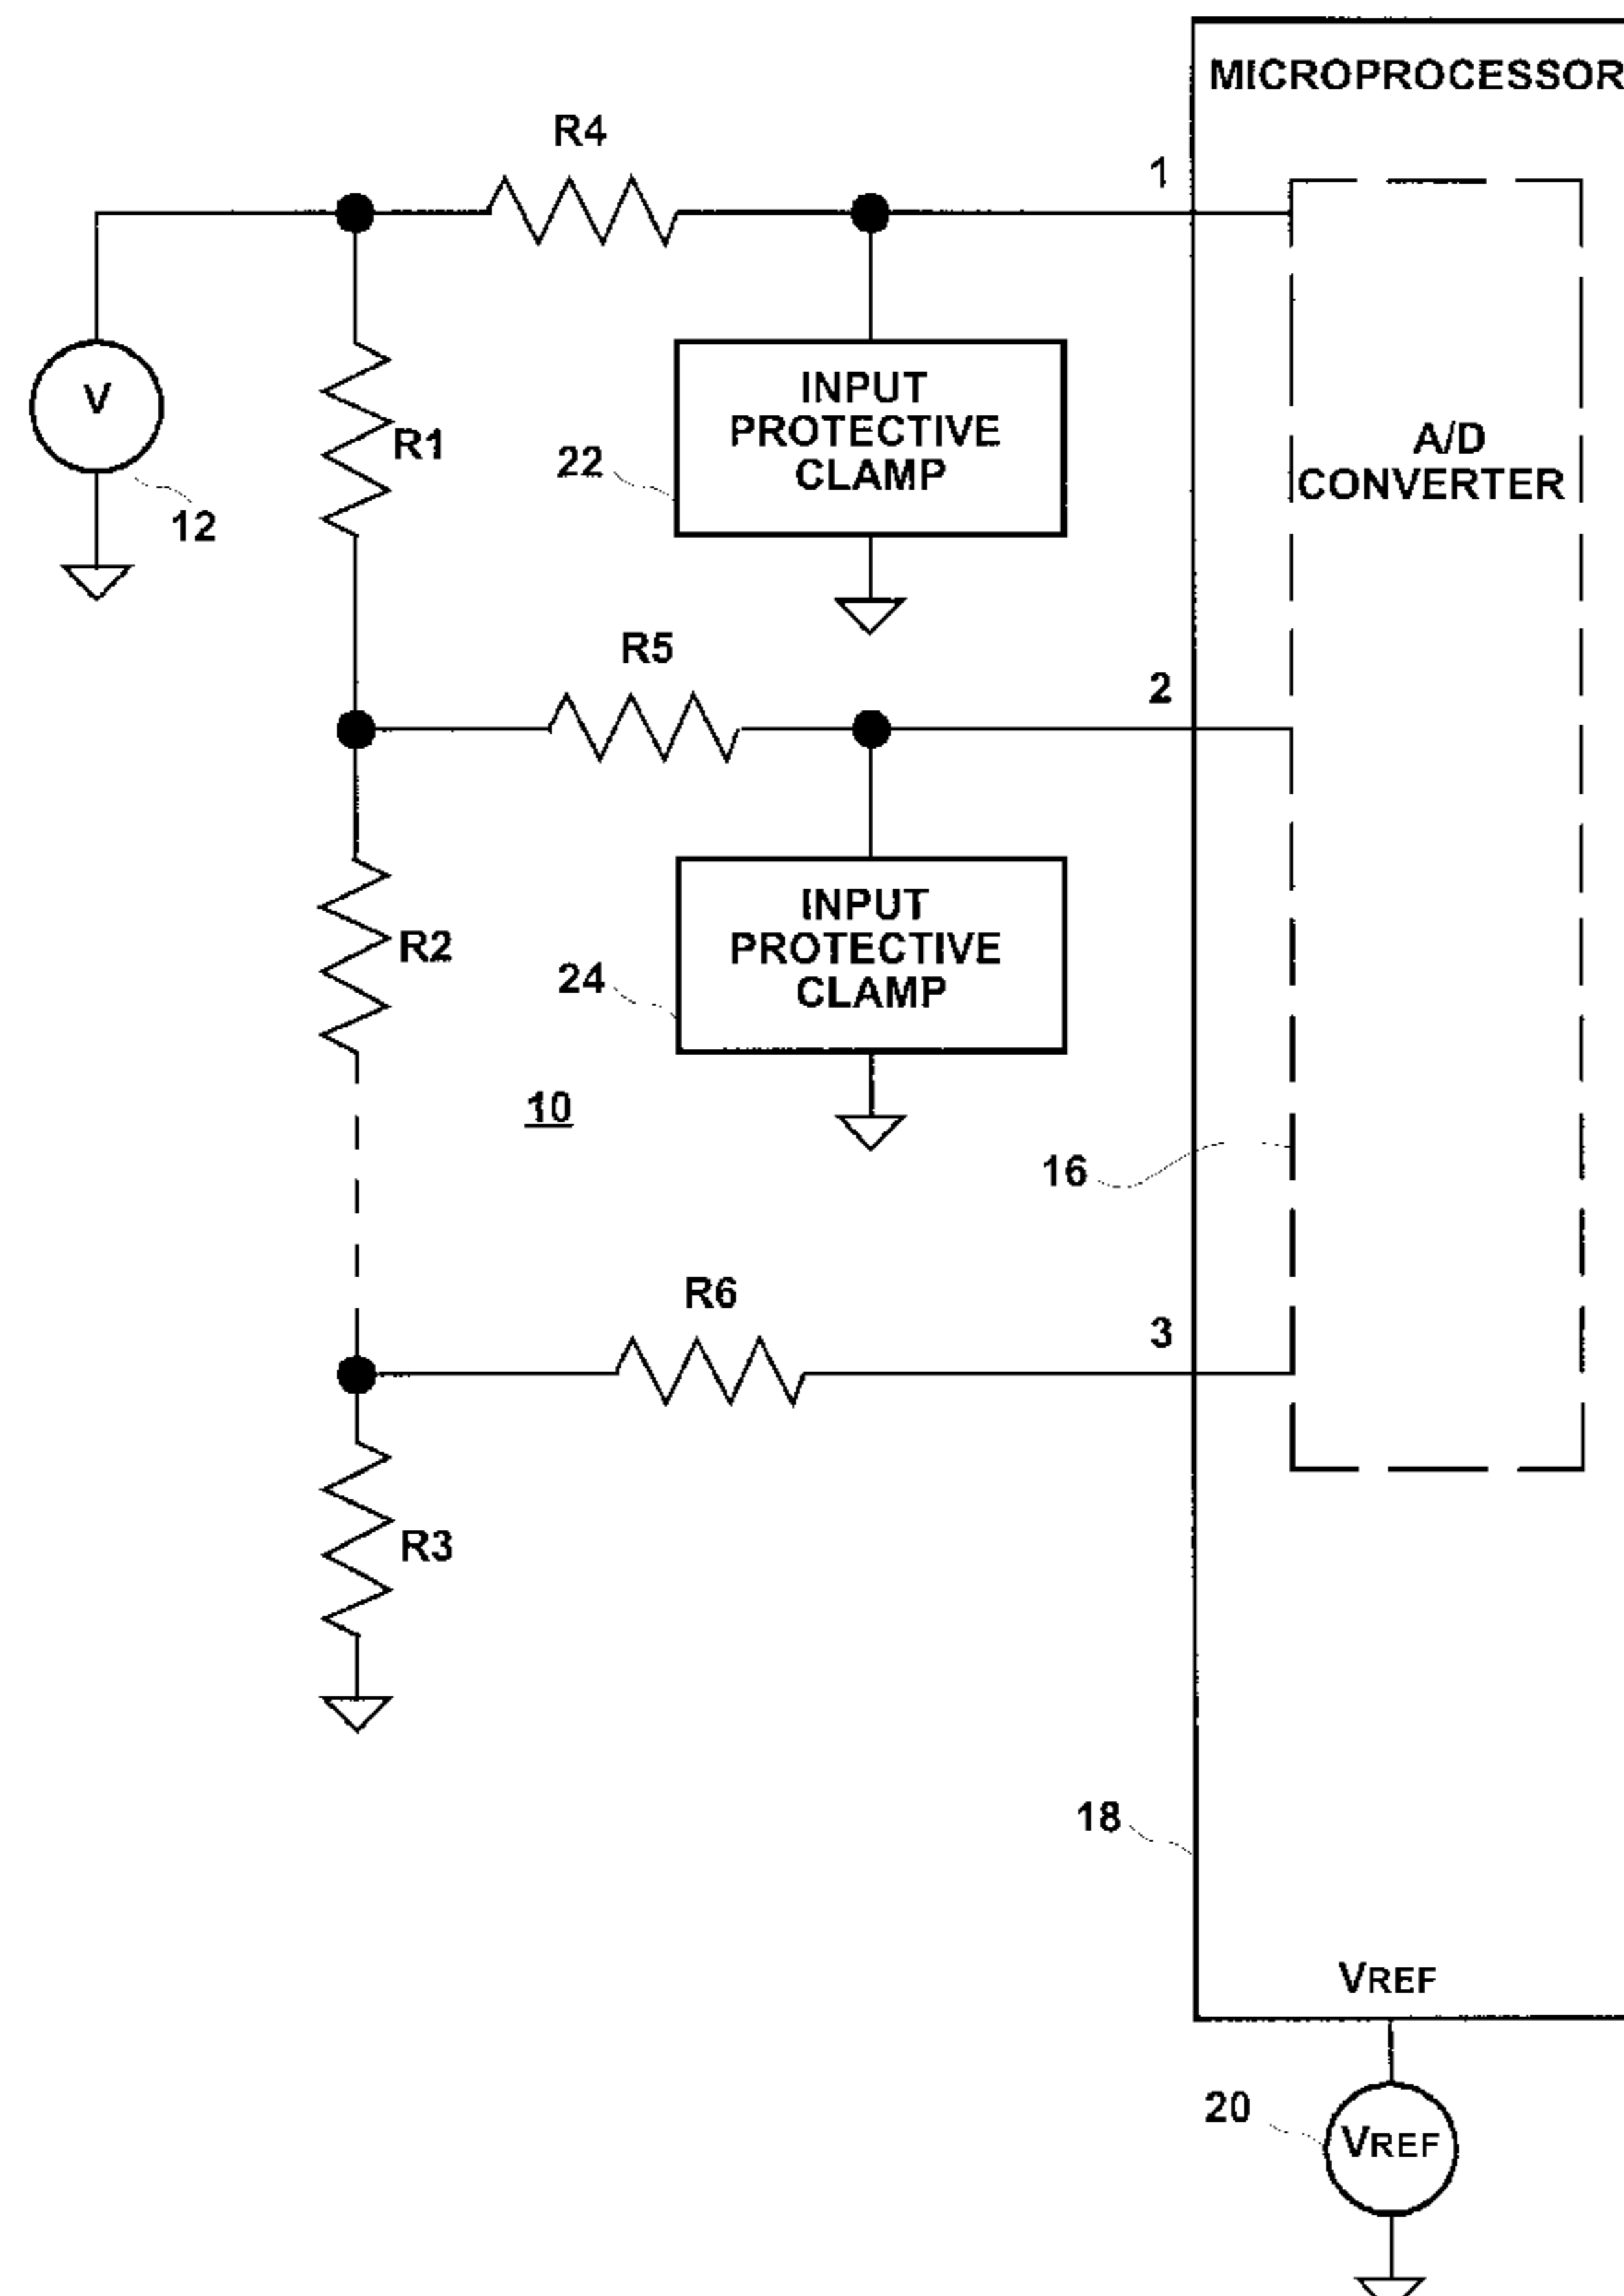 MICROPROCESSOR
R4
1
V
R1
INPUT
PROTECTIVE
CLAMP
22
12
A/D
CONVERTER
R5
2
R2
INPUT
PROTECTIVE
CLAMP
24
10
16
R6
3
R3
18
VREF
20
VREF